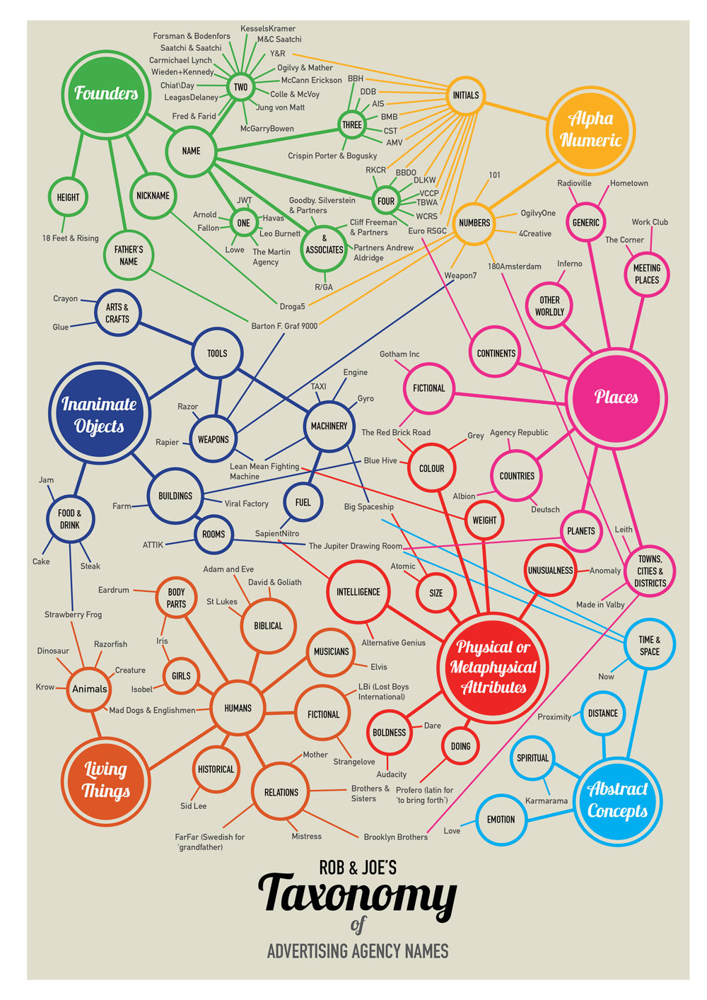 KesselsKramer
Forsman & Bodenfors
M&C Saatchi
Saatchi & Saatchi
Y&R
Carmichael Lynch
Ogilvy & Mather
Wieden+Kennedy
McCann Erickson
BBH
Chiat\Day
TWO
Colle & McVoy
DDB
INITIALS
LeagasDelaney
Jung von Matt
AIS
Fred & Farid
BMB
McGarryBowen
THREE
CST
AMV
Crispin Porter & Bogusky
Founders
NAME
Alpha
Numeric
HEIGHT
NICKNAME
18 Feet & Rising
FATHER'S
NAME
RKCR
BBDO
DLKW
VCCP
TBWA
FOUR
WCRS
Euro RSGC
101
OgilvyOne
NUMBERS
4Creative
180Amsterdam
Weapon7
JWT
Arnold
Havas
Fallon
ONE
Leo Burnett
Lowe
The Martin
Agency
Goodby, Silverstein
& Partners
Cliff Freeman
& Partners
&
ASSOCIATES
Partners Andrew
Aldridge
R/GA
Droga5
Barton F. Graf 9000
Radioville
Hometown
GENERIC
Work Club
The Corner
MEETING
PLACES
Inferno
OTHER
WORLDLY
CONTINENTS
Gotham Inc
FICTIONAL
Places
The Red Brick Road
Agency Republic
COUNTRIES
Albion
Deutsch
PLANETS
Leith
TOWNS,
CITIES &
DISTRICTS
Made in Valby
Crayon
ARTS &
CRAFTS
Glue
TOOLS
Inanimate
Objects
Razor
Rapier
WEAPONS
Engine
TAXI
Gyro
MACHINERY
Lean Mean Fighting
Machine
Blue Hive
Jam
FOOD &
DRINK
Cake
Steak
Strawberry Frog
Farm
BUILDINGS
Viral Factory
ATTIK
ROOMS
FUEL
SapientNitro
Big Spaceship
The Jupiter Drawing Room
Grey
COLOUR
WEIGHT
UNUSUALNESS
Anomaly
Atomic
SIZE
INTELLIGENCE
Alternative Genius
Physical or
Metaphysical
Attributes
BOLDNESS
Dare
Audacity
DOING
Profero (latin for
'to bring forth')
TIME &
SPACE
Now
Proximity
DISTANCE
SPIRITUAL
Karmarama
Abstract
Concepts
EMOTION
Love
Adam and Eve
David & Goliath
St Lukes
BIBLICAL
Eardrum
BODY
PARTS
Iris
GIRLS
Isobel
MUSICIANS
Elvis
HUMANS
FICTIONAL
LBi (Lost Boys
International)
Strangelove
Dinosaur
Razorfish
Creature
Krow
Animals
Mad Dogs & Englishmen
Living
Things
HISTORICAL
Sid Lee
RELATIONS
Mother
Brothers &
Sisters
FarFar (Swedish for
'grandfather)
Mistress
Brooklyn Brothers
ROB & JOE'S
Taxonomy
of
ADVERTISING AGENCY NAMES